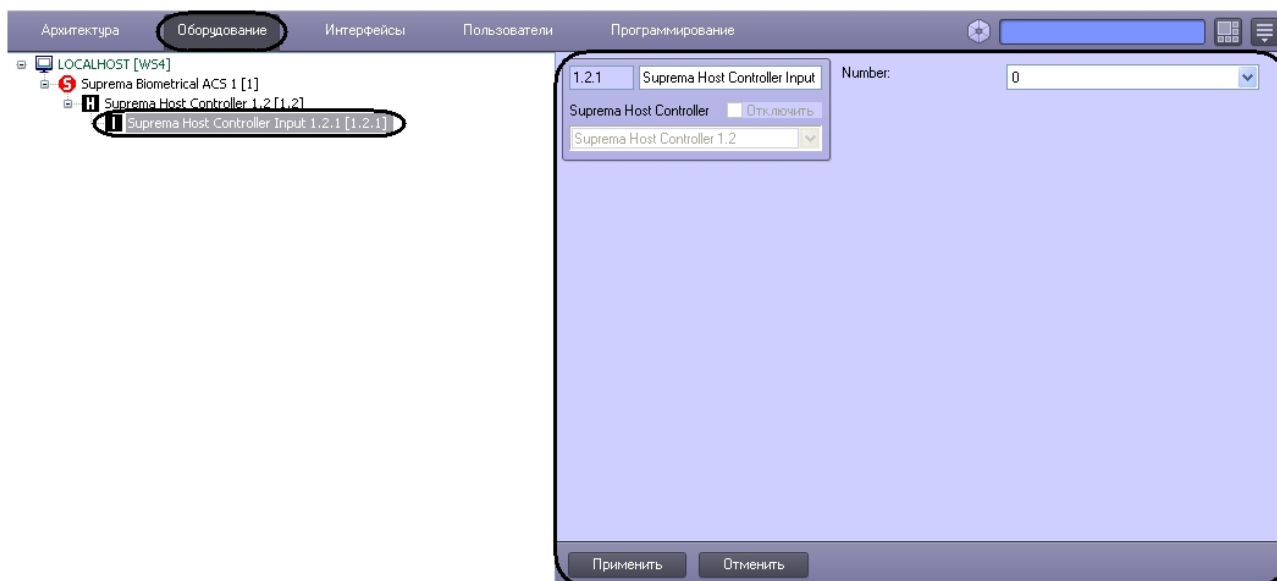 Архитектура Оборудование Интерфейсы Пользователи Программирование
LOCALHOST [WS4]
S Suprema Biometrical ACS 1 [1]
H Suprema Host Controller 1.2 [1.2]
I Suprema Host Controller Input 1.2.1 [1.2.1]
1.2.1 Suprema Host Controller Input
Number: 0
Suprema Host Controller Отключить
Suprema Host Controller 1.2
Применить Отменить